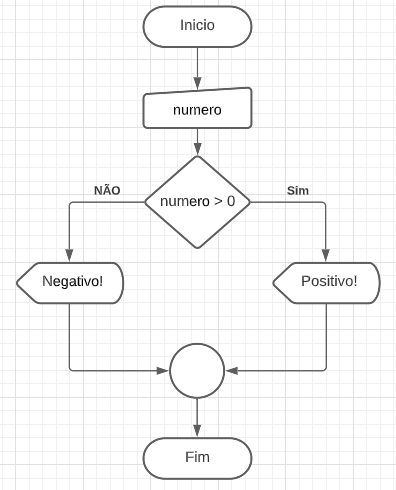 Inicio
numero
numero > 0
NÃO
Sim
Negativo!
Positivo!
Fim